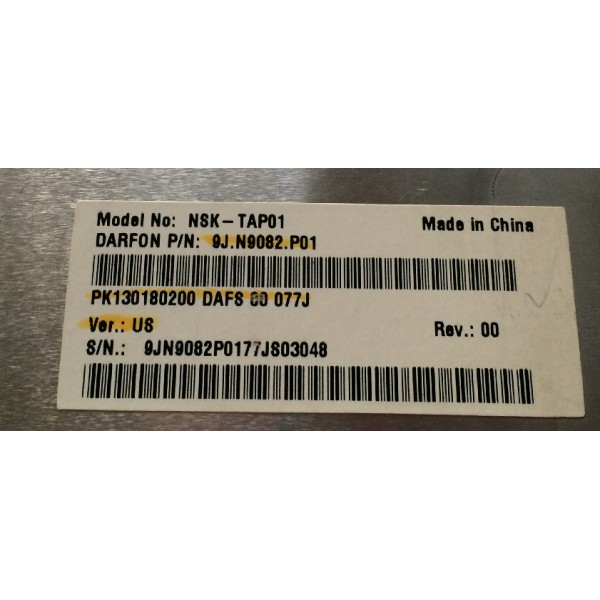 Model No: NSK-TAP01 Made in China
DARFON P/N: 9J.N9082.P01
PK130180200 DAFS 00 077J
Ver.: US Rev.: 00
S/N.: 9JN9082P0177JS03048